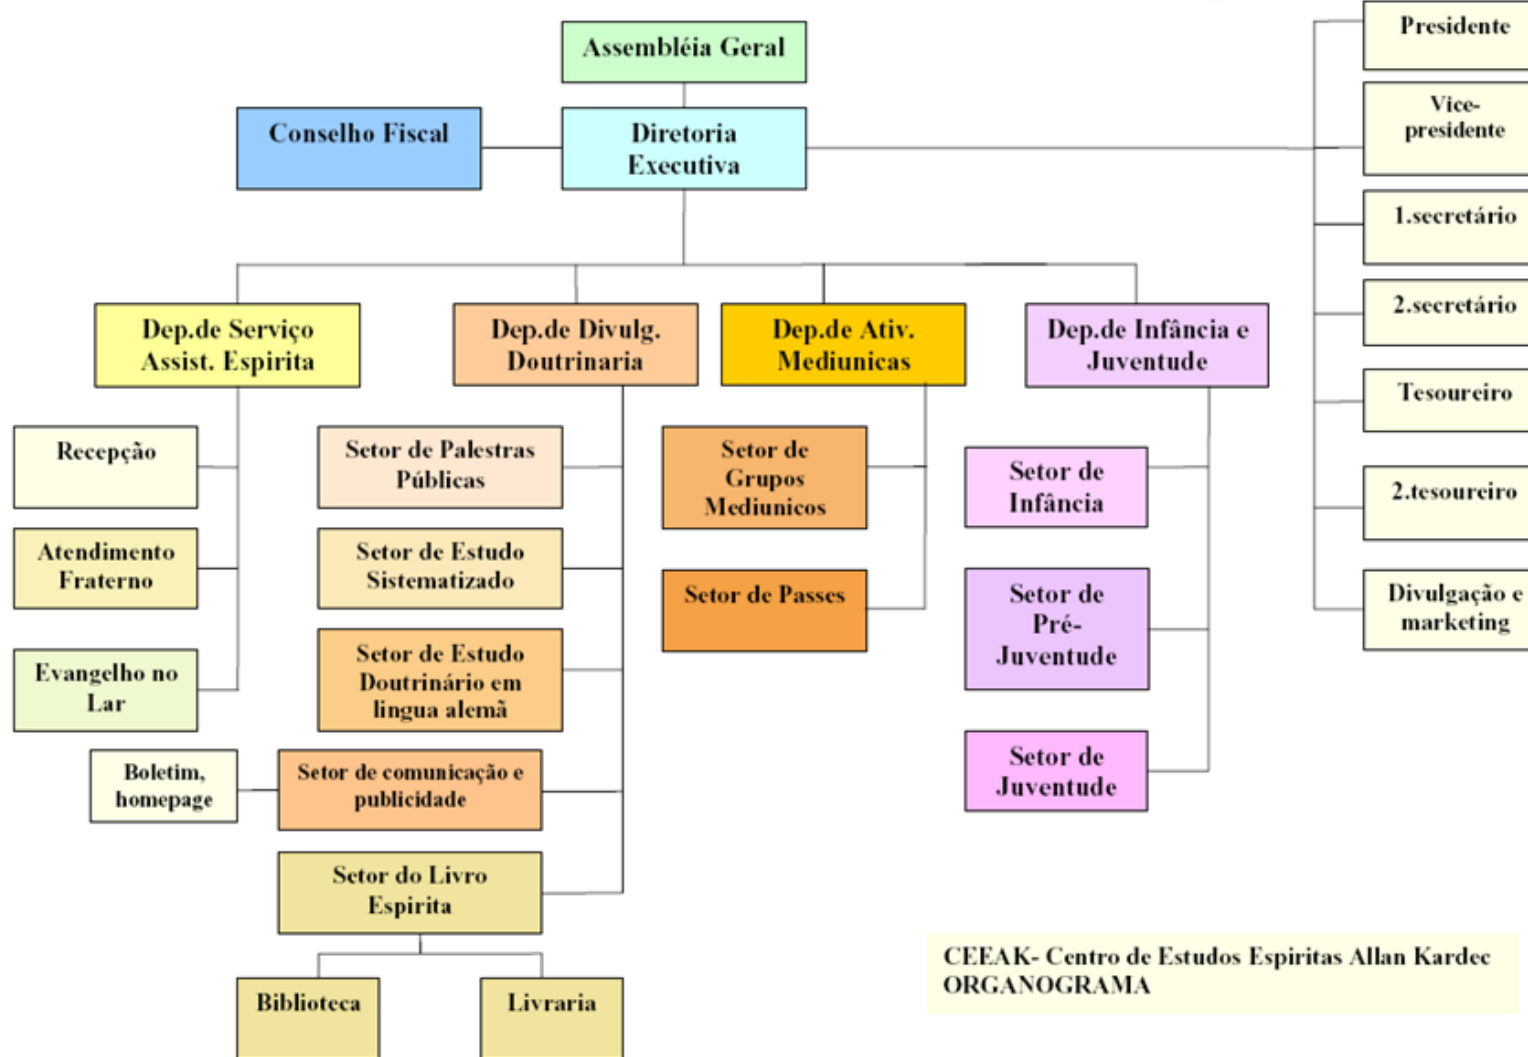 Assembléia Geral
Conselho Fiscal
Diretoria
Executiva
Presidente
Vice-
presidente
1.secretário
2.secretário
Tesoureiro
2.tesoureiro
Divulgação e
marketing
Dep.de Serviço
Assist. Espirita
Dep.de Divulg.
Doutrinaria
Dep.de Ativ.
Mediunicas
Dep.de Infância e
Juventude
Recepção
Atendimento
Fraterno
Evangelho no
Lar
Setor de Palestras
Públicas
Setor de Estudo
Sistematizado
Setor de Estudo
Doutrinário em
lingua alemã
Boletim,
homepage
Setor de comunicação e
publicidade
Setor do Livro
Espirita
Biblioteca
Livraria
Setor de
Grupos
Mediunicos
Setor de Passes
Setor de
Infância
Setor de
Pré-
Juventude
Setor de
Juventude
CEEAK- Centro de Estudos Espiritas Allan Kardec
ORGANOGRAMA